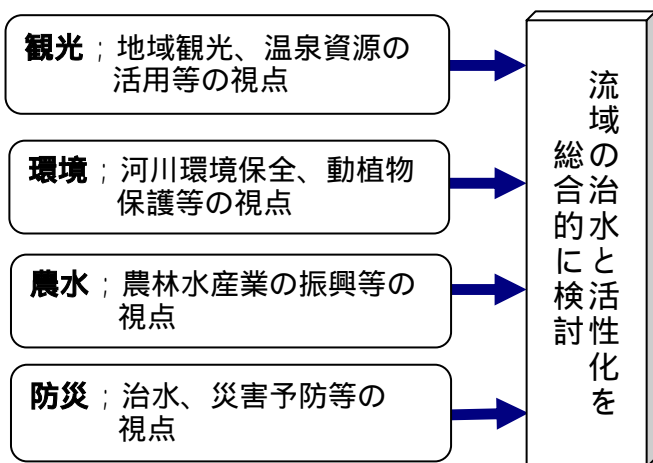 観光；地域観光、温泉資源の
活用等の視点
環境；河川環境保全、動植物
保護等の視点
農水；農林水産業の振興等の
視点
防災；治水、災害予防等の
視点
流域の治水と活性化を
総合的に検討